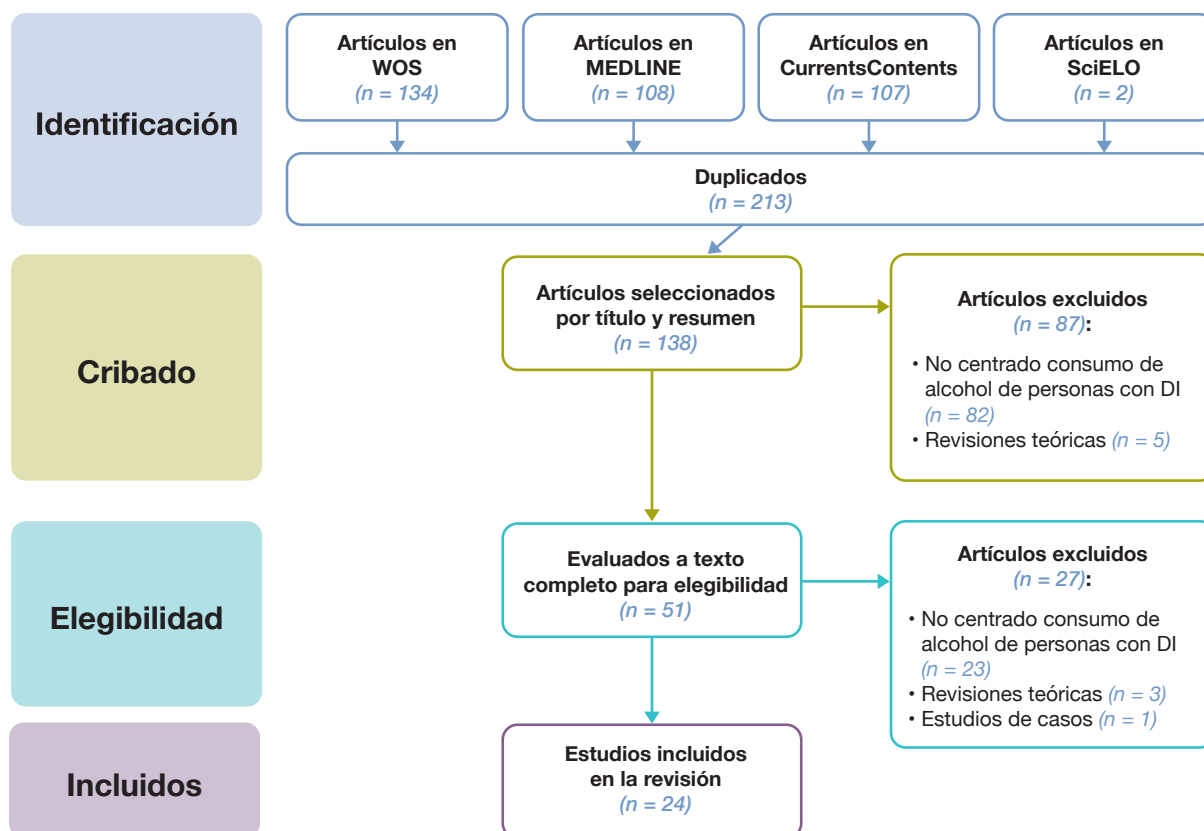 Identificación
Artículos en
WOS
(n = 134)
Artículos en
MEDLINE
(n = 108)
Artículos en
CurrentsContents
(n = 107)
Artículos en
SciELO
(n = 2)
Duplicados
(n = 213)
Cribado
Artículos seleccionados
por título y resumen
(n = 138)
Artículos excluidos
(n = 87):
• No centrado consumo de
alcohol de personas con DI
(n = 82)
• Revisiones teóricas (n = 5)
Elegibilidad
Evaluados a texto
completo para elegibilidad
(n = 51)
Artículos excluidos
(n = 27):
• No centrado consumo de
alcohol de personas con DI
(n = 23)
• Revisiones teóricas (n = 3)
• Estudios de casos (n = 1)
Incluidos
Estudios incluidos
en la revisión
(n = 24)